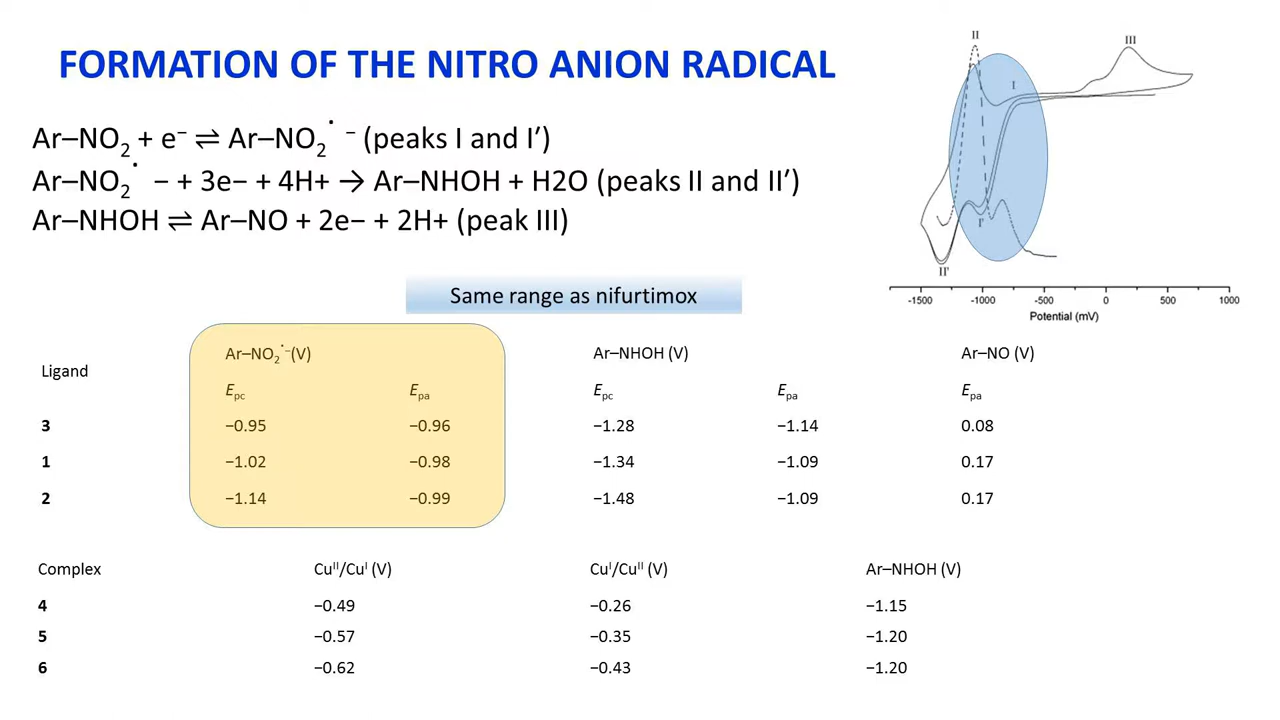 FORMATION OF THE NITRO ANION RADICAL
Ar–NO₂ + e⁻ ⇌ Ar–NO₂˙ ⁻ (peaks I and I′)
Ar–NO₂˙ − + 3e− + 4H+ → Ar–NHOH + H2O (peaks II and II′)
Ar–NHOH ⇌ Ar–NO + 2e− + 2H+ (peak III)
II
III
I
I'
II'
-1500 -1000 -500 0 500 1000
Potential (mV)
Same range as nifurtimox
Ligand Ar–NO₂˙⁻(V) Ar–NHOH (V) Ar–NO (V)
Epc Epa Epc Epa Epa
3 −0.95 −0.96 −1.28 −1.14 0.08
1 −1.02 −0.98 −1.34 −1.09 0.17
2 −1.14 −0.99 −1.48 −1.09 0.17
Complex Cuᴵᴵ/Cuᴵ (V) Cuᴵ/Cuᴵᴵ (V) Ar–NHOH (V)
4 −0.49 −0.26 −1.15
5 −0.57 −0.35 −1.20
6 −0.62 −0.43 −1.20